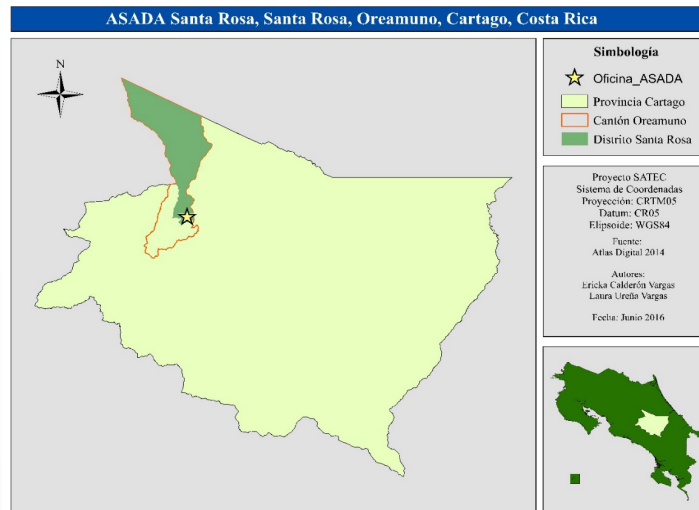 ASADA Santa Rosa, Santa Rosa, Oreamuno, Cartago, Costa Rica
N
Simbología
Oficina_ASADA
Provincia Cartago
Cantón Oreamuno
Distrito Santa Rosa
Proyecto SATEC
Sistema de Coordenadas
Proyección: CRTM05
Datum: CR05
Elipsoide: WGS84
Fuente:
Atlas Digital 2014
Autores:
Ericka Calderón Vargas
Laura Ureña Vargas
Fecha: Junio 2016